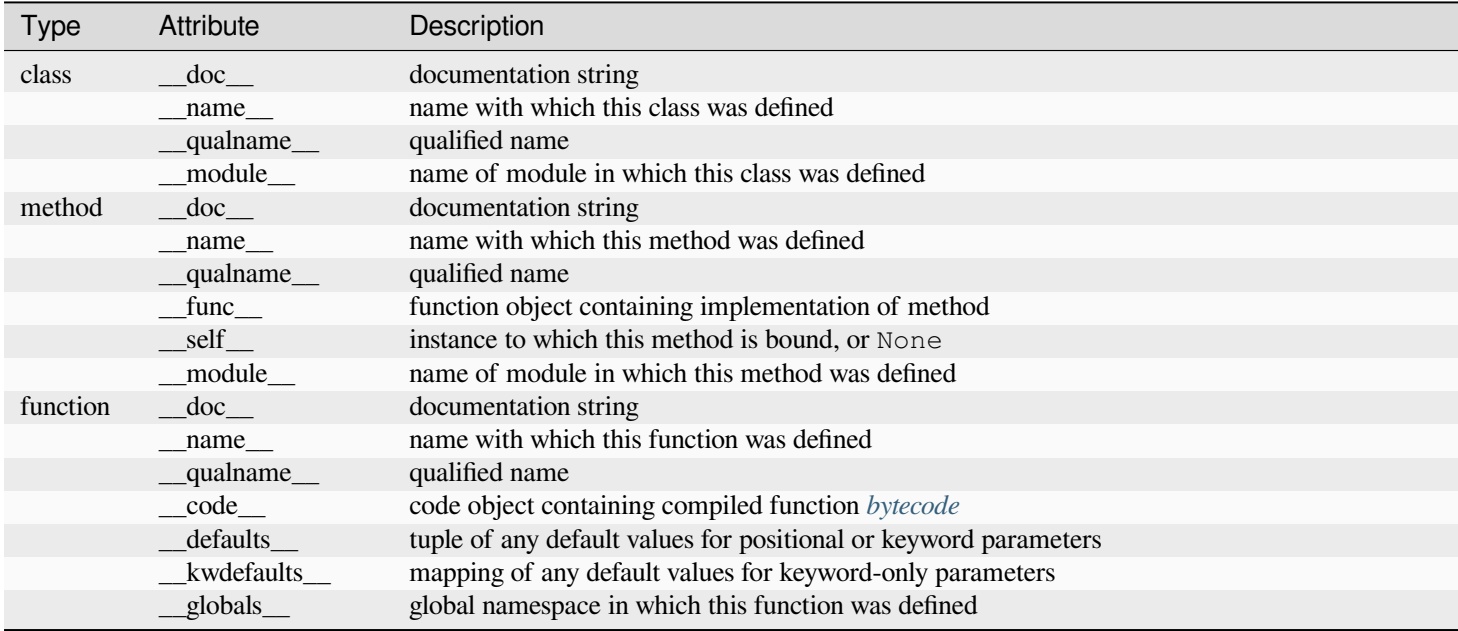 Type Attribute Description
class __doc__ documentation string
__name__ name with which this class was defined
__qualname__ qualified name
__module__ name of module in which this class was defined
method __doc__ documentation string
__name__ name with which this method was defined
__qualname__ qualified name
__func__ function object containing implementation of method
__self__ instance to which this method is bound, or None
__module__ name of module in which this method was defined
function __doc__ documentation string
__name__ name with which this function was defined
__qualname__ qualified name
__code__ code object containing compiled function bytecode
__defaults__ tuple of any default values for positional or keyword parameters
__kwdefaults__ mapping of any default values for keyword-only parameters
__globals__ global namespace in which this function was defined